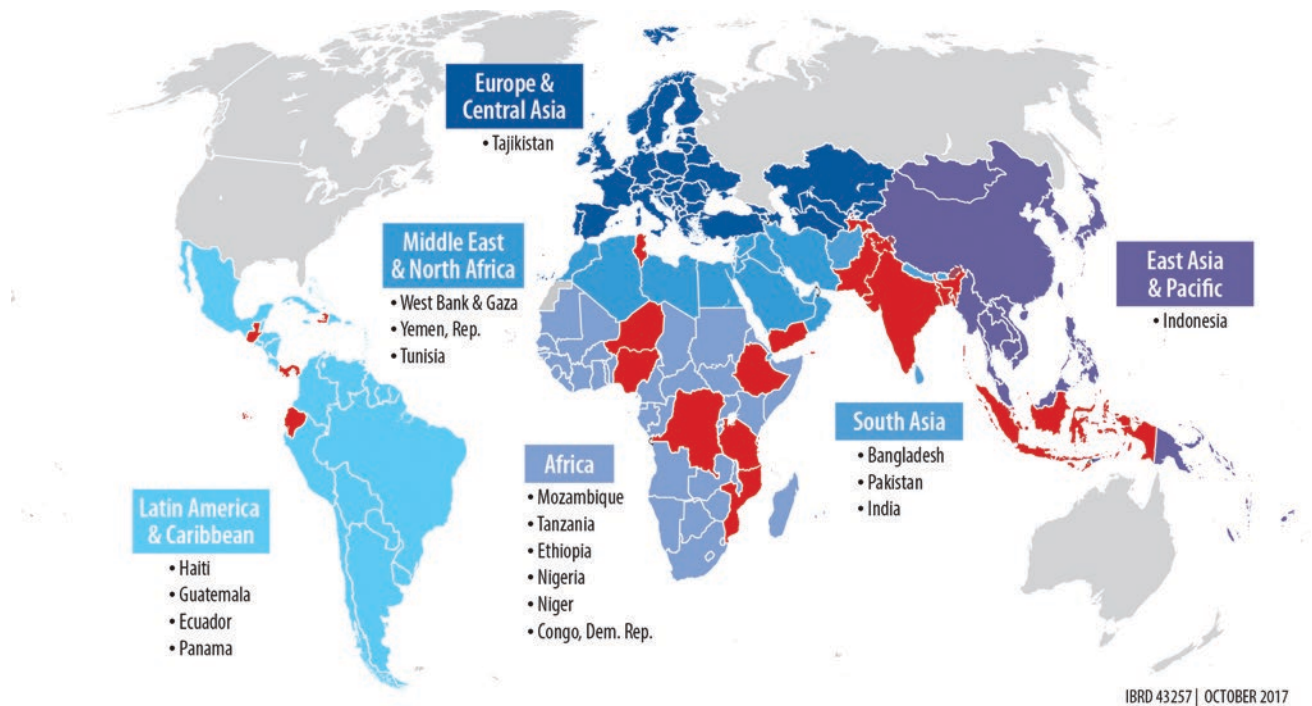 Europe &
Central Asia
• Tajikistan
Middle East
& North Africa
• West Bank & Gaza
• Yemen, Rep.
• Tunisia
East Asia
& Pacific
• Indonesia
South Asia
• Bangladesh
• Pakistan
• India
Africa
• Mozambique
• Tanzania
• Ethiopia
• Nigeria
• Niger
• Congo, Dem. Rep.
Latin America
& Caribbean
• Haiti
• Guatemala
• Ecuador
• Panama
IBRD 43257 | OCTOBER 2017